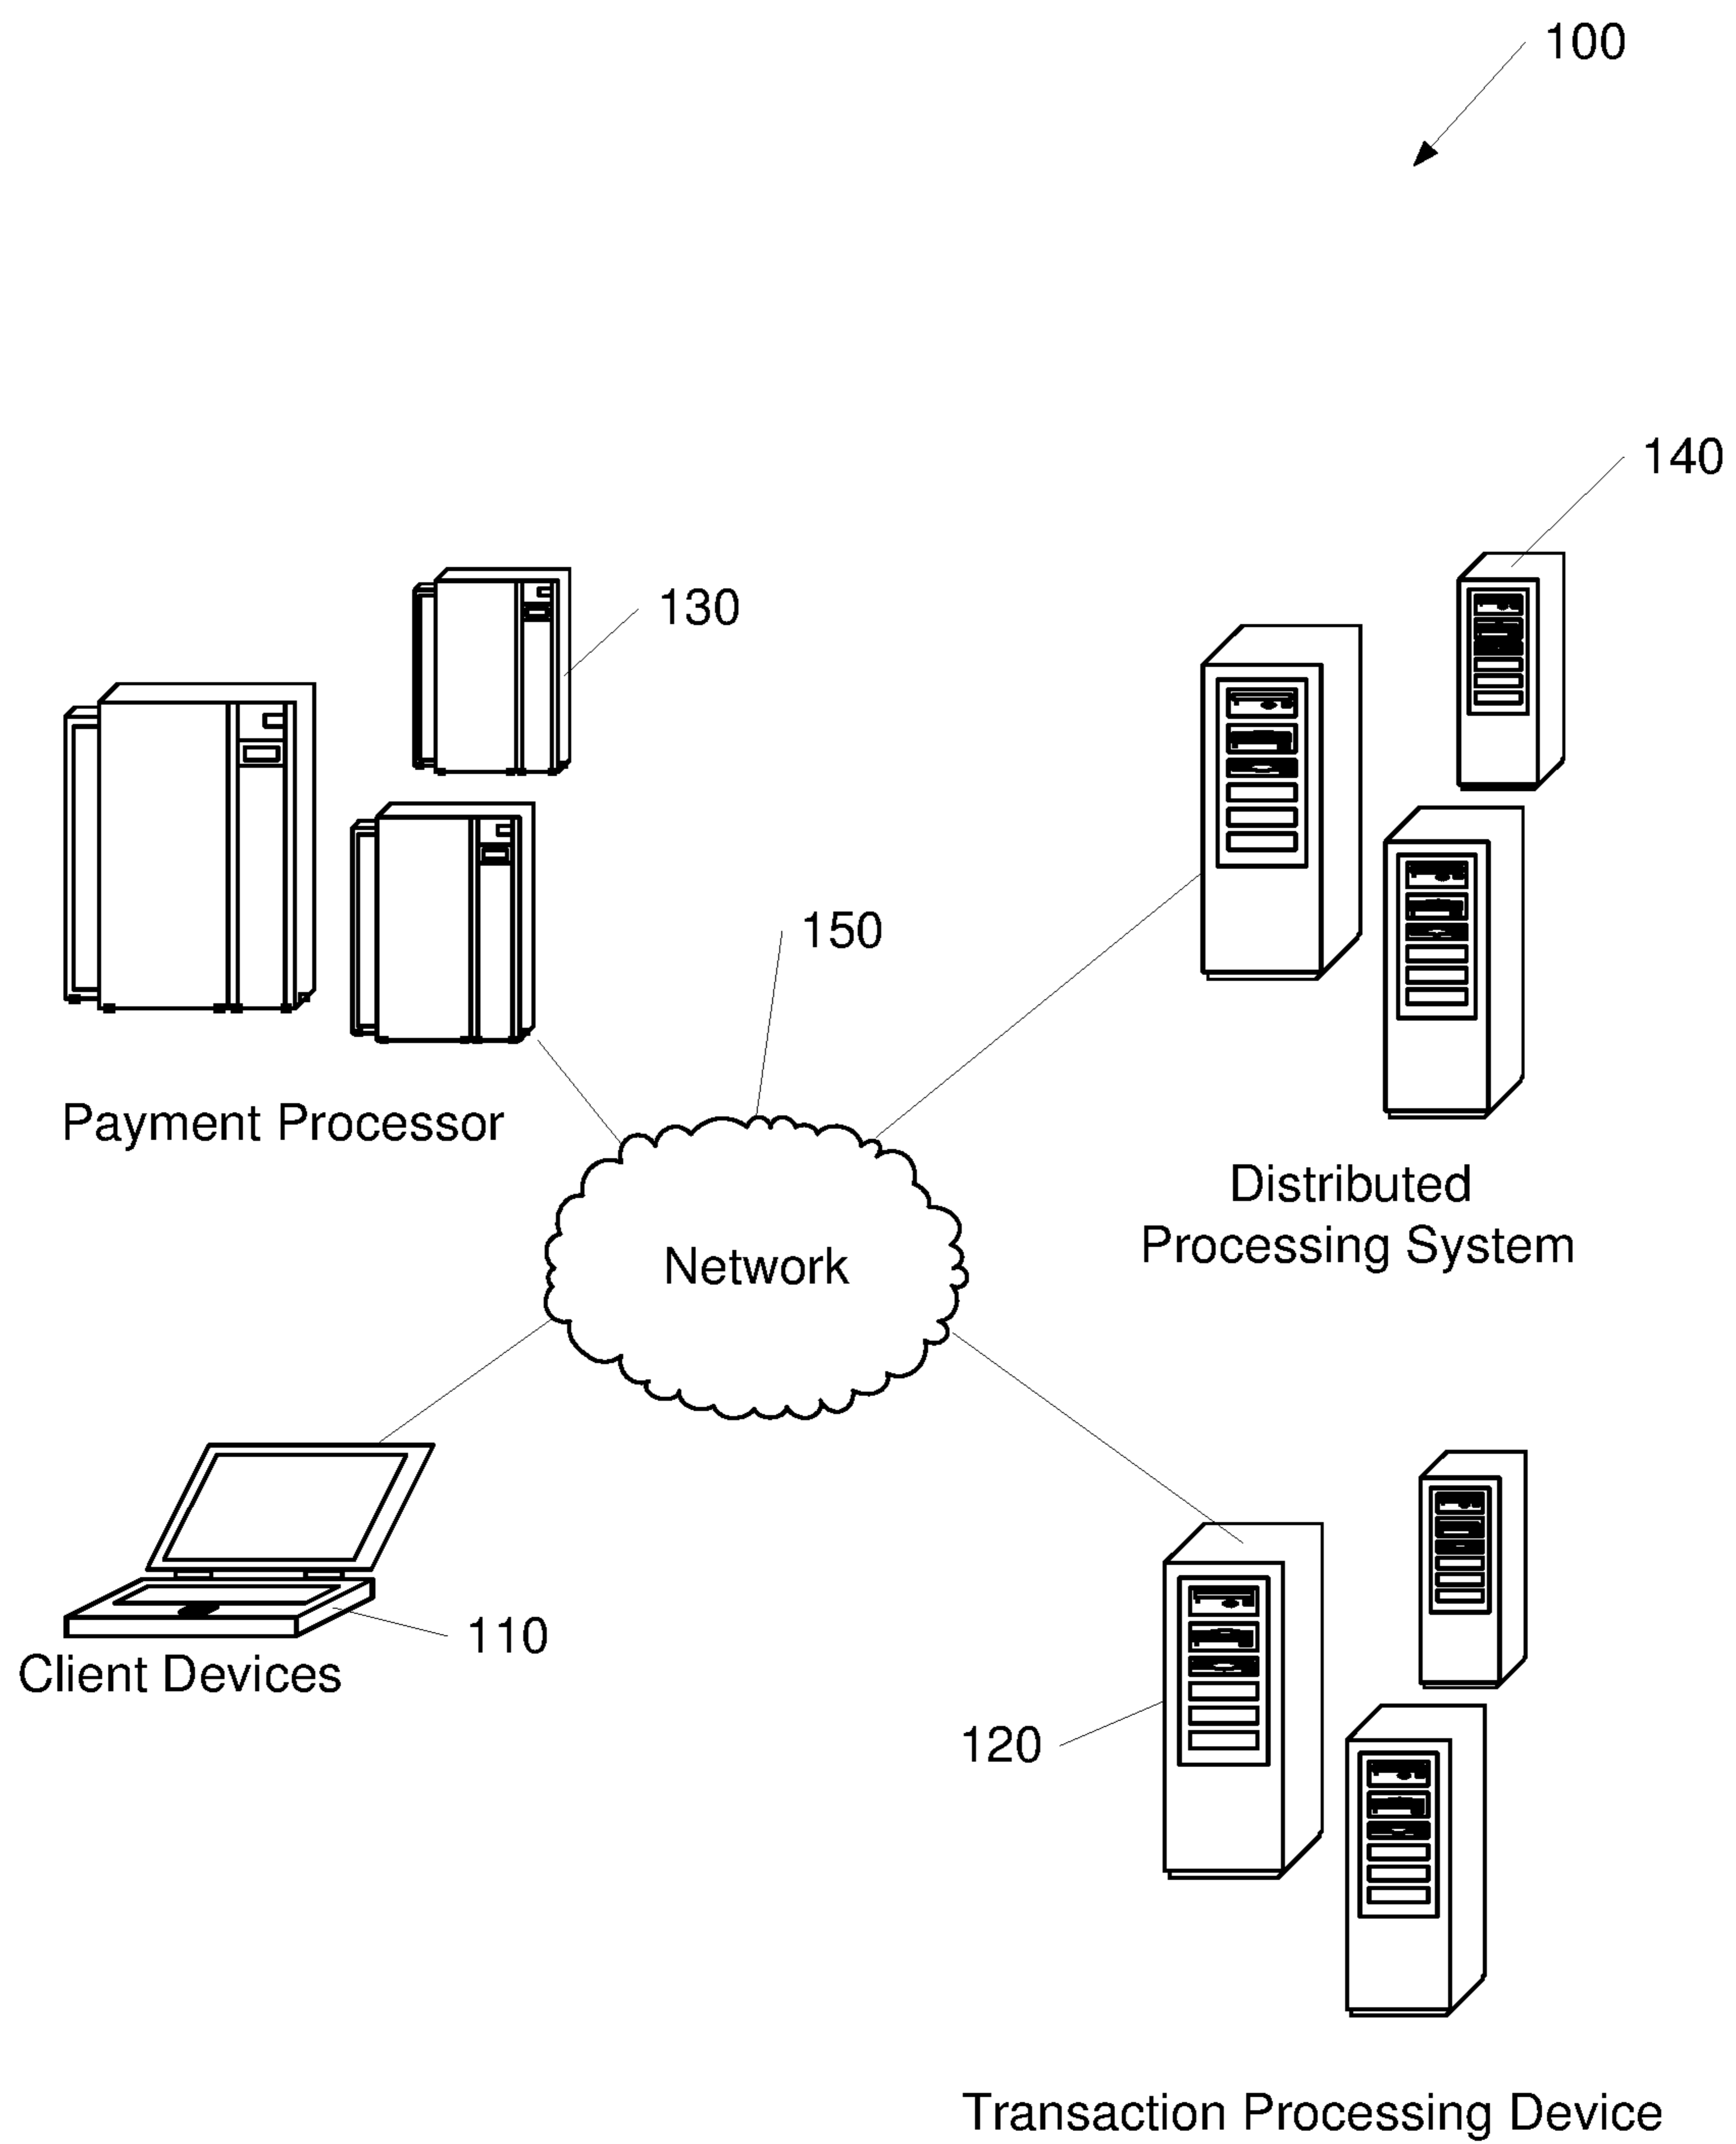 100
140
130
150
Payment Processor
Distributed
Processing System
Network
110
Client Devices
120
Transaction Processing Device